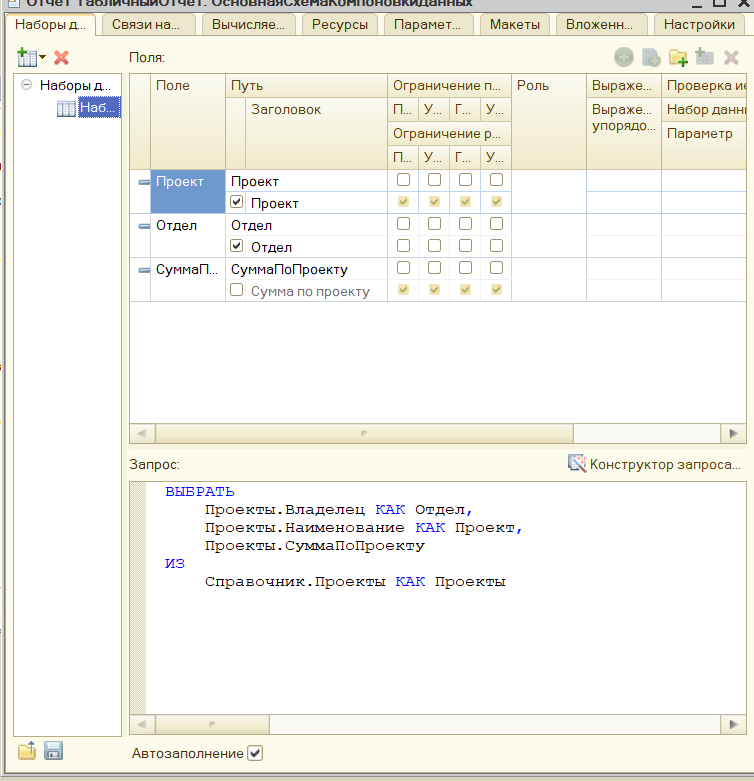 Отчет ТабличныйОтчет: ОсновнаяСхемаКомпоновкиДанных
Наборы д... Связи на... Вычисляе... Ресурсы Парамет... Макеты Вложенн... Настройки
Поля:
Наборы д...
Наб...
Поле Путь Ограничение п... Роль Выраже... Проверка ие
Заголовок П... У... Г... У... Выраже... упорядо... Набор данны
Ограничение р... Параметр
П... У... Г... У...
Проект Проект
Проект
Отдел Отдел
Отдел
СуммаП... СуммаПоПроекту
Сумма по проекту
Запрос: Конструктор запроса...
ВЫБРАТЬ
Проекты.Владелец КАК Отдел,
Проекты.Наименование КАК Проект,
Проекты.СуммаПоПроекту
ИЗ
Справочник.Проекты КАК Проекты
Автозаполнение